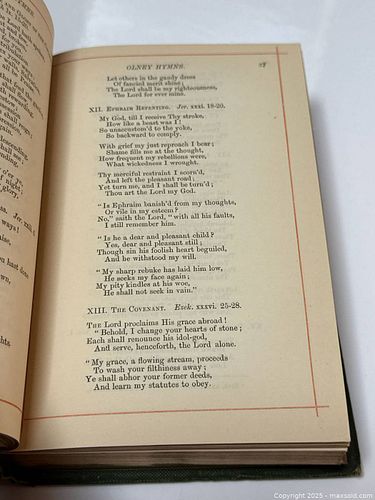 OLNEY HYMNS. 37
Let others in the gaudy dress
Of fancied merit shine;
The Lord shall be my righteousness,
The Lord for ever mine.
XII. EPHRAIM REPENTING. Jer. xxxi. 18-20.
My God, till I receive Thy stroke,
How like a beast was I!
So unaccustom'd to the yoke,
So backward to comply.
With grief my just reproach I bear;
Shame fills me at the thought,
How frequent my rebellions were,
What wickedness I wrought.
Thy merciful restraint I scorn'd,
And left the pleasant road;
Yet turn me, and I shall be turn'd;
Thou art the Lord my God.
"Is Ephraim banish'd from my thoughts,
Or vile in my esteem?
No," saith the Lord, "with all his faults,
I still remember him.
"Is he a dear and pleasant child?
Yes, dear and pleasant still;
Though sin his foolish heart beguiled,
And he withstood my will.
"My sharp rebuke has laid him low,
He seeks my face again;
My pity kindles at his woe,
He shall not seek in vain."
XIII. THE COVENANT. Ezek. xxxvi. 25-28.
THE Lord proclaims His grace abroad!
"Behold, I change your hearts of stone;
Each shall renounce his idol-god,
And serve, henceforth, the Lord alone.
"My grace, a flowing stream, proceeds
To wash your filthiness away;
Ye shall abhor your former deeds,
And learn my statutes to obey.
Copyright 2025 - maxsold.com